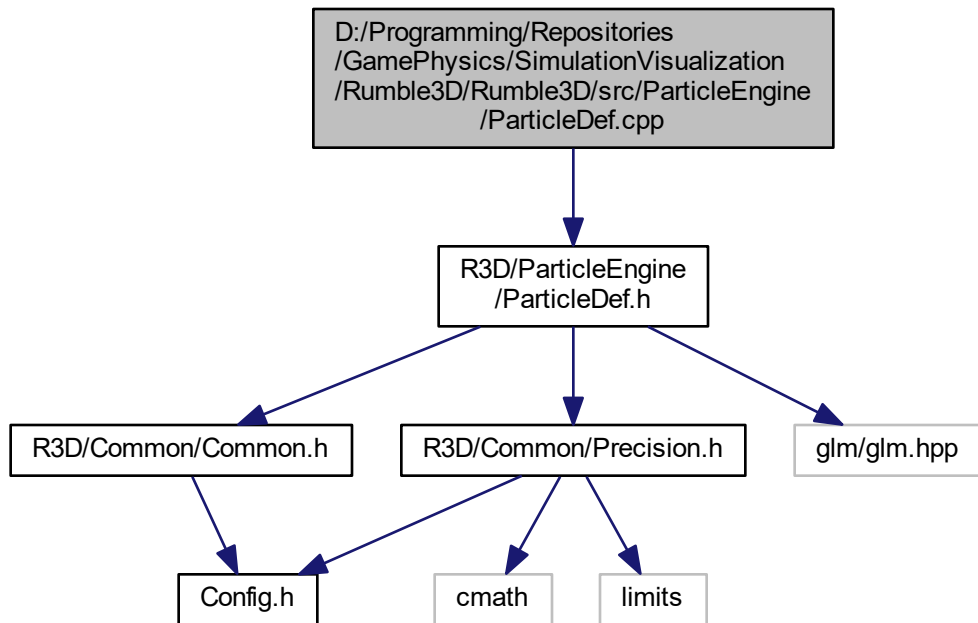 D:/Programming/Repositories
/GamePhysics/SimulationVisualization
/Rumble3D/Rumble3D/src/ParticleEngine
/ParticleDef.cpp
R3D/ParticleEngine
/ParticleDef.h
R3D/Common/Common.h
R3D/Common/Precision.h
glm/glm.hpp
Config.h
cmath
limits